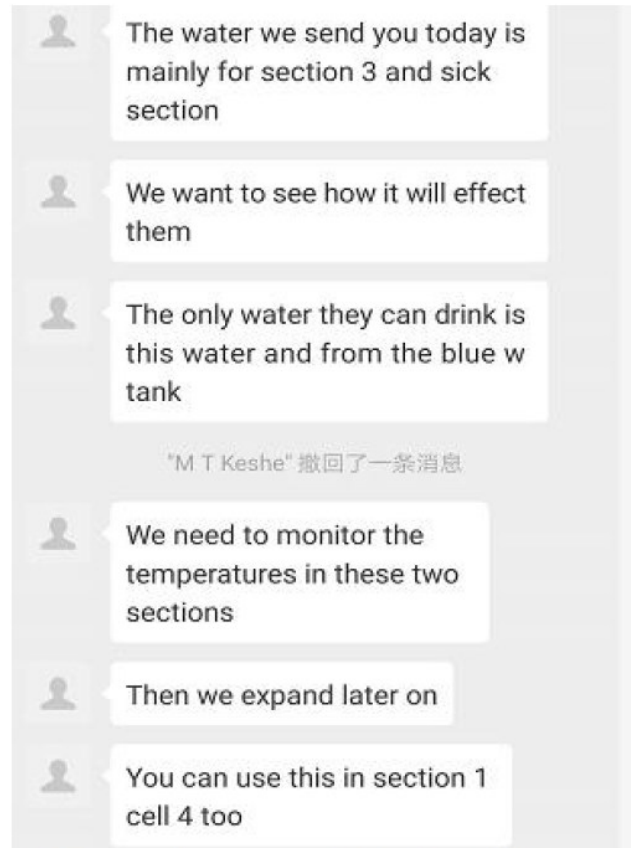 The water we send you today is
mainly for section 3 and sick
section
We want to see how it will effect
them
The only water they can drink is
this water and from the blue w
tank
"M T Keshe" 撤回了一条消息
We need to monitor the
temperatures in these two
sections
Then we expand later on
You can use this in section 1
cell 4 too